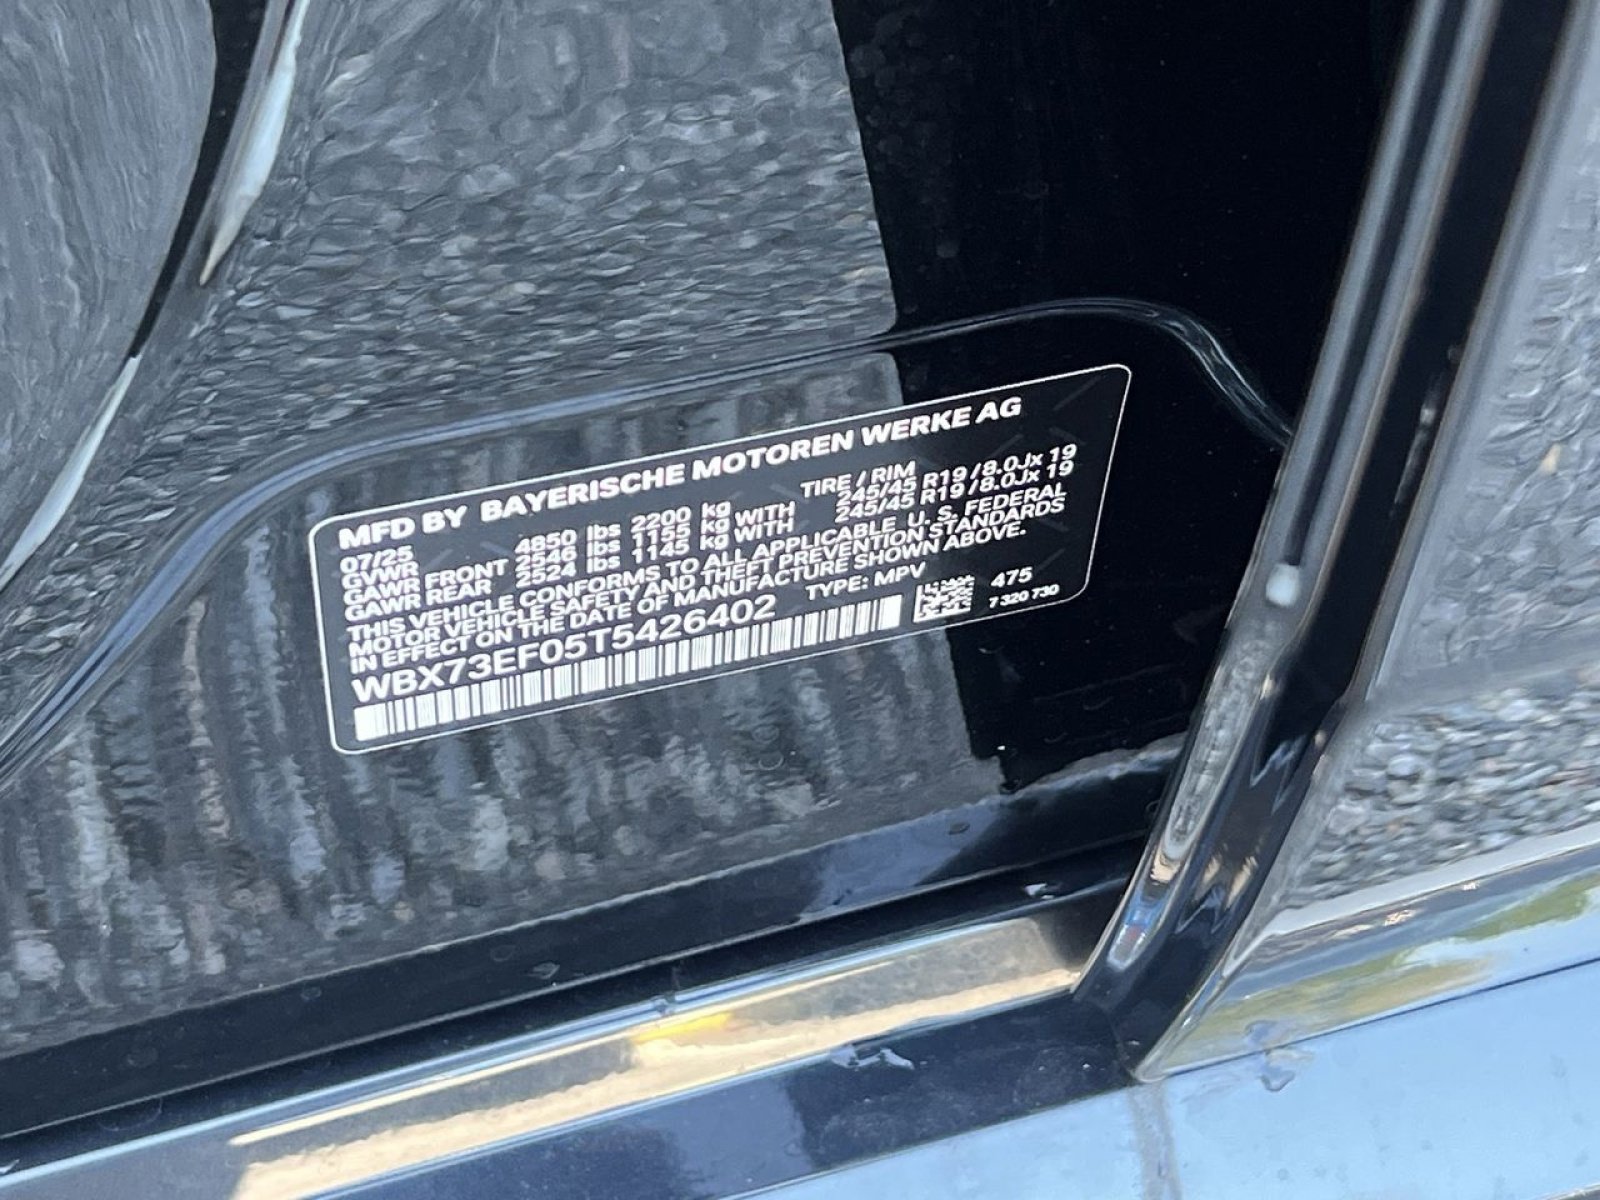 MFD BY BAYERISCHE MOTOREN WERKE AG
07/25 TIRE / RIM
GVWR 4850 lbs 2200 kg
GAWR FRONT 2546 lbs 1155 kg WITH 245/45 R19 / 8.0Jx 19
GAWR REAR 2524 lbs 1145 kg WITH 245/45 R19 / 8.0Jx 19
THIS VEHICLE CONFORMS TO ALL APPLICABLE U. S. FEDERAL
MOTOR VEHICLE SAFETY AND THEFT PREVENTION STANDARDS
IN EFFECT ON THE DATE OF MANUFACTURE SHOWN ABOVE.
WBX73EF05T5426402 TYPE: MPV
475
7 320 730